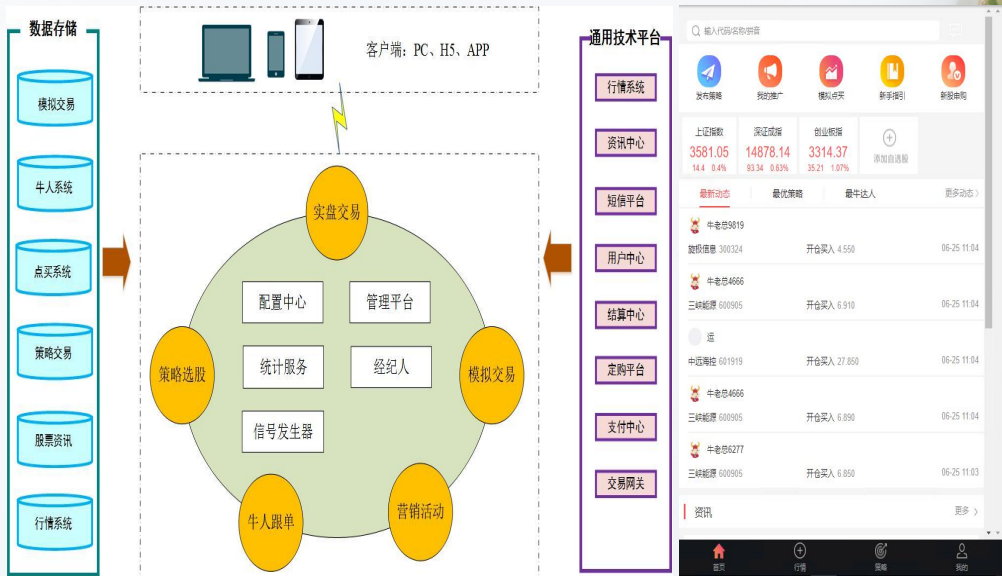 数据存储
模拟交易
牛人系统
点买系统
策略交易
股票资讯
行情系统
客户端：PC、H5、APP
实盘交易
配置中心
管理平台
策略选股
统计服务
经纪人
模拟交易
信号发生器
牛人跟单
营销活动
通用技术平台
行情系统
资讯中心
短信平台
用户中心
结算中心
定购平台
支付中心
交易网关
输入代码/名称/拼音
发布策略 我的推广 模拟点买 新手指引 新股申购
上证指数 深证成指 创业板指
3581.05 14878.14 3314.37 添加自选股
14.4 0.4% 93.34 0.63% 35.21 1.07%
最新动态 最优策略 最牛达人 更多动态
牛老总9819
旋极信息 300324 开仓买入 4.550 06-25 11:04
牛老总4666
三峡能源 600905 开仓买入 6.910 06-25 11:04
运
中远海控 601919 开仓买入 27.850 06-25 11:04
牛老总4666
三峡能源 600905 开仓买入 6.890 06-25 11:04
牛老总6277
三峡能源 600905 开仓买入 6.850 06-25 11:03
资讯 更多
首页 行情 策略 我的